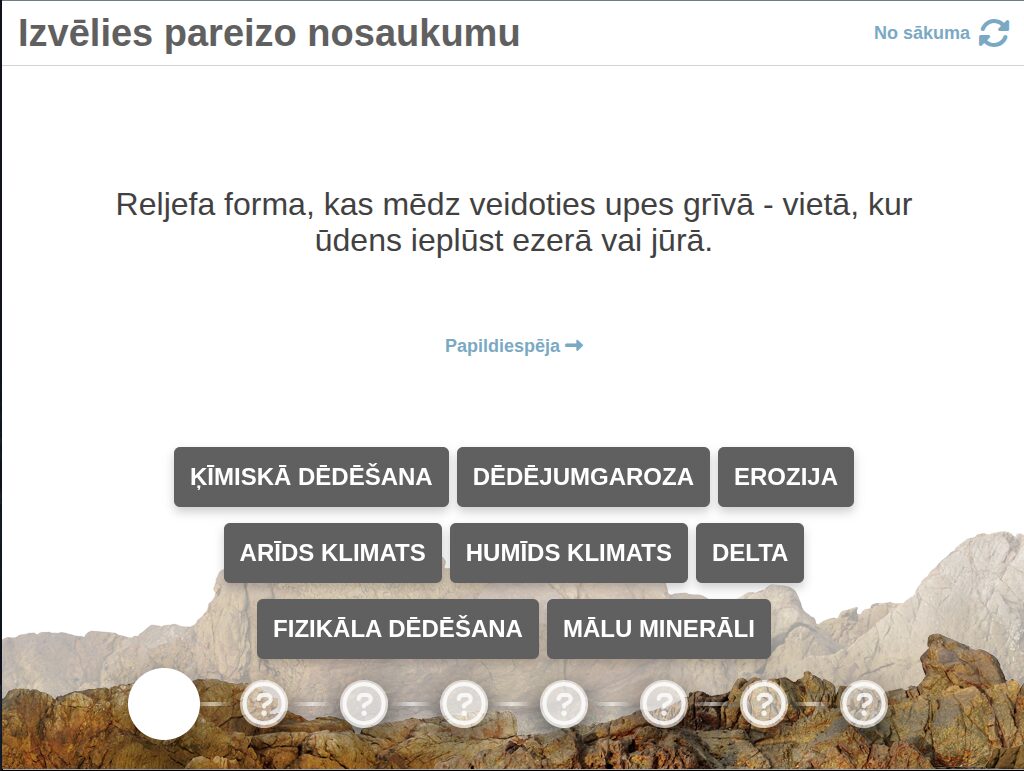 Izvēlies pareizo nosaukumu
No sākuma
Reljefa forma, kas mēdz veidoties upes grīvā - vietā, kur
ūdens ieplūst ezerā vai jūrā.
Papildiespēja
ĶĪMISKĀ DĒDĒŠANA DĒDĒJUMGAROZA EROZIJA
ARĪDS KLIMATS HUMĪDS KLIMATS DELTA
FIZIKĀLA DĒDĒŠANA MĀLU MINERĀLI
? ? ? ? ? ? ?